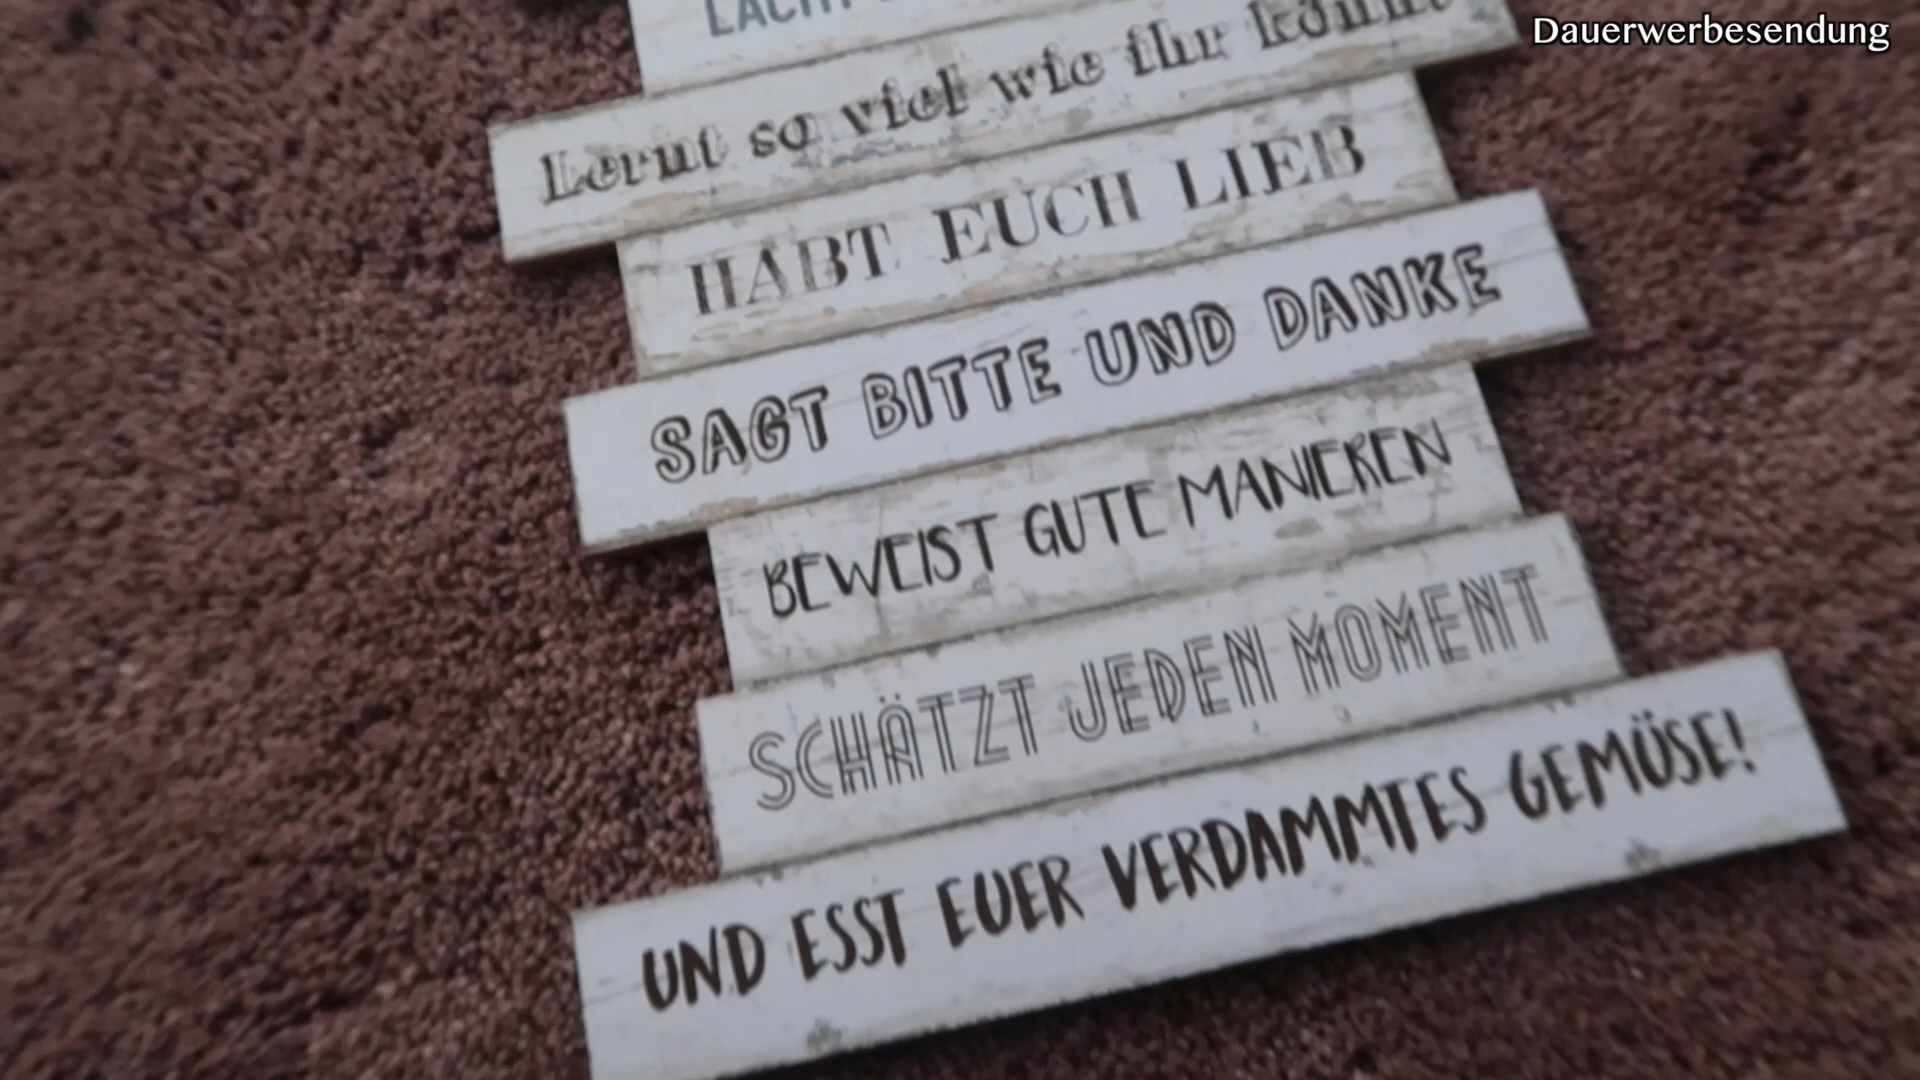 Dauerwerbesendung
Lernt so viel wie ihr könnt
HABT EUCH LIEB
SAGT BITTE UND DANKE
BEWEIST GUTE MANIEREN
SCHÄTZT JEDEN MOMENT
UND ESST EUER VERDAMMTES GEMÜSE!